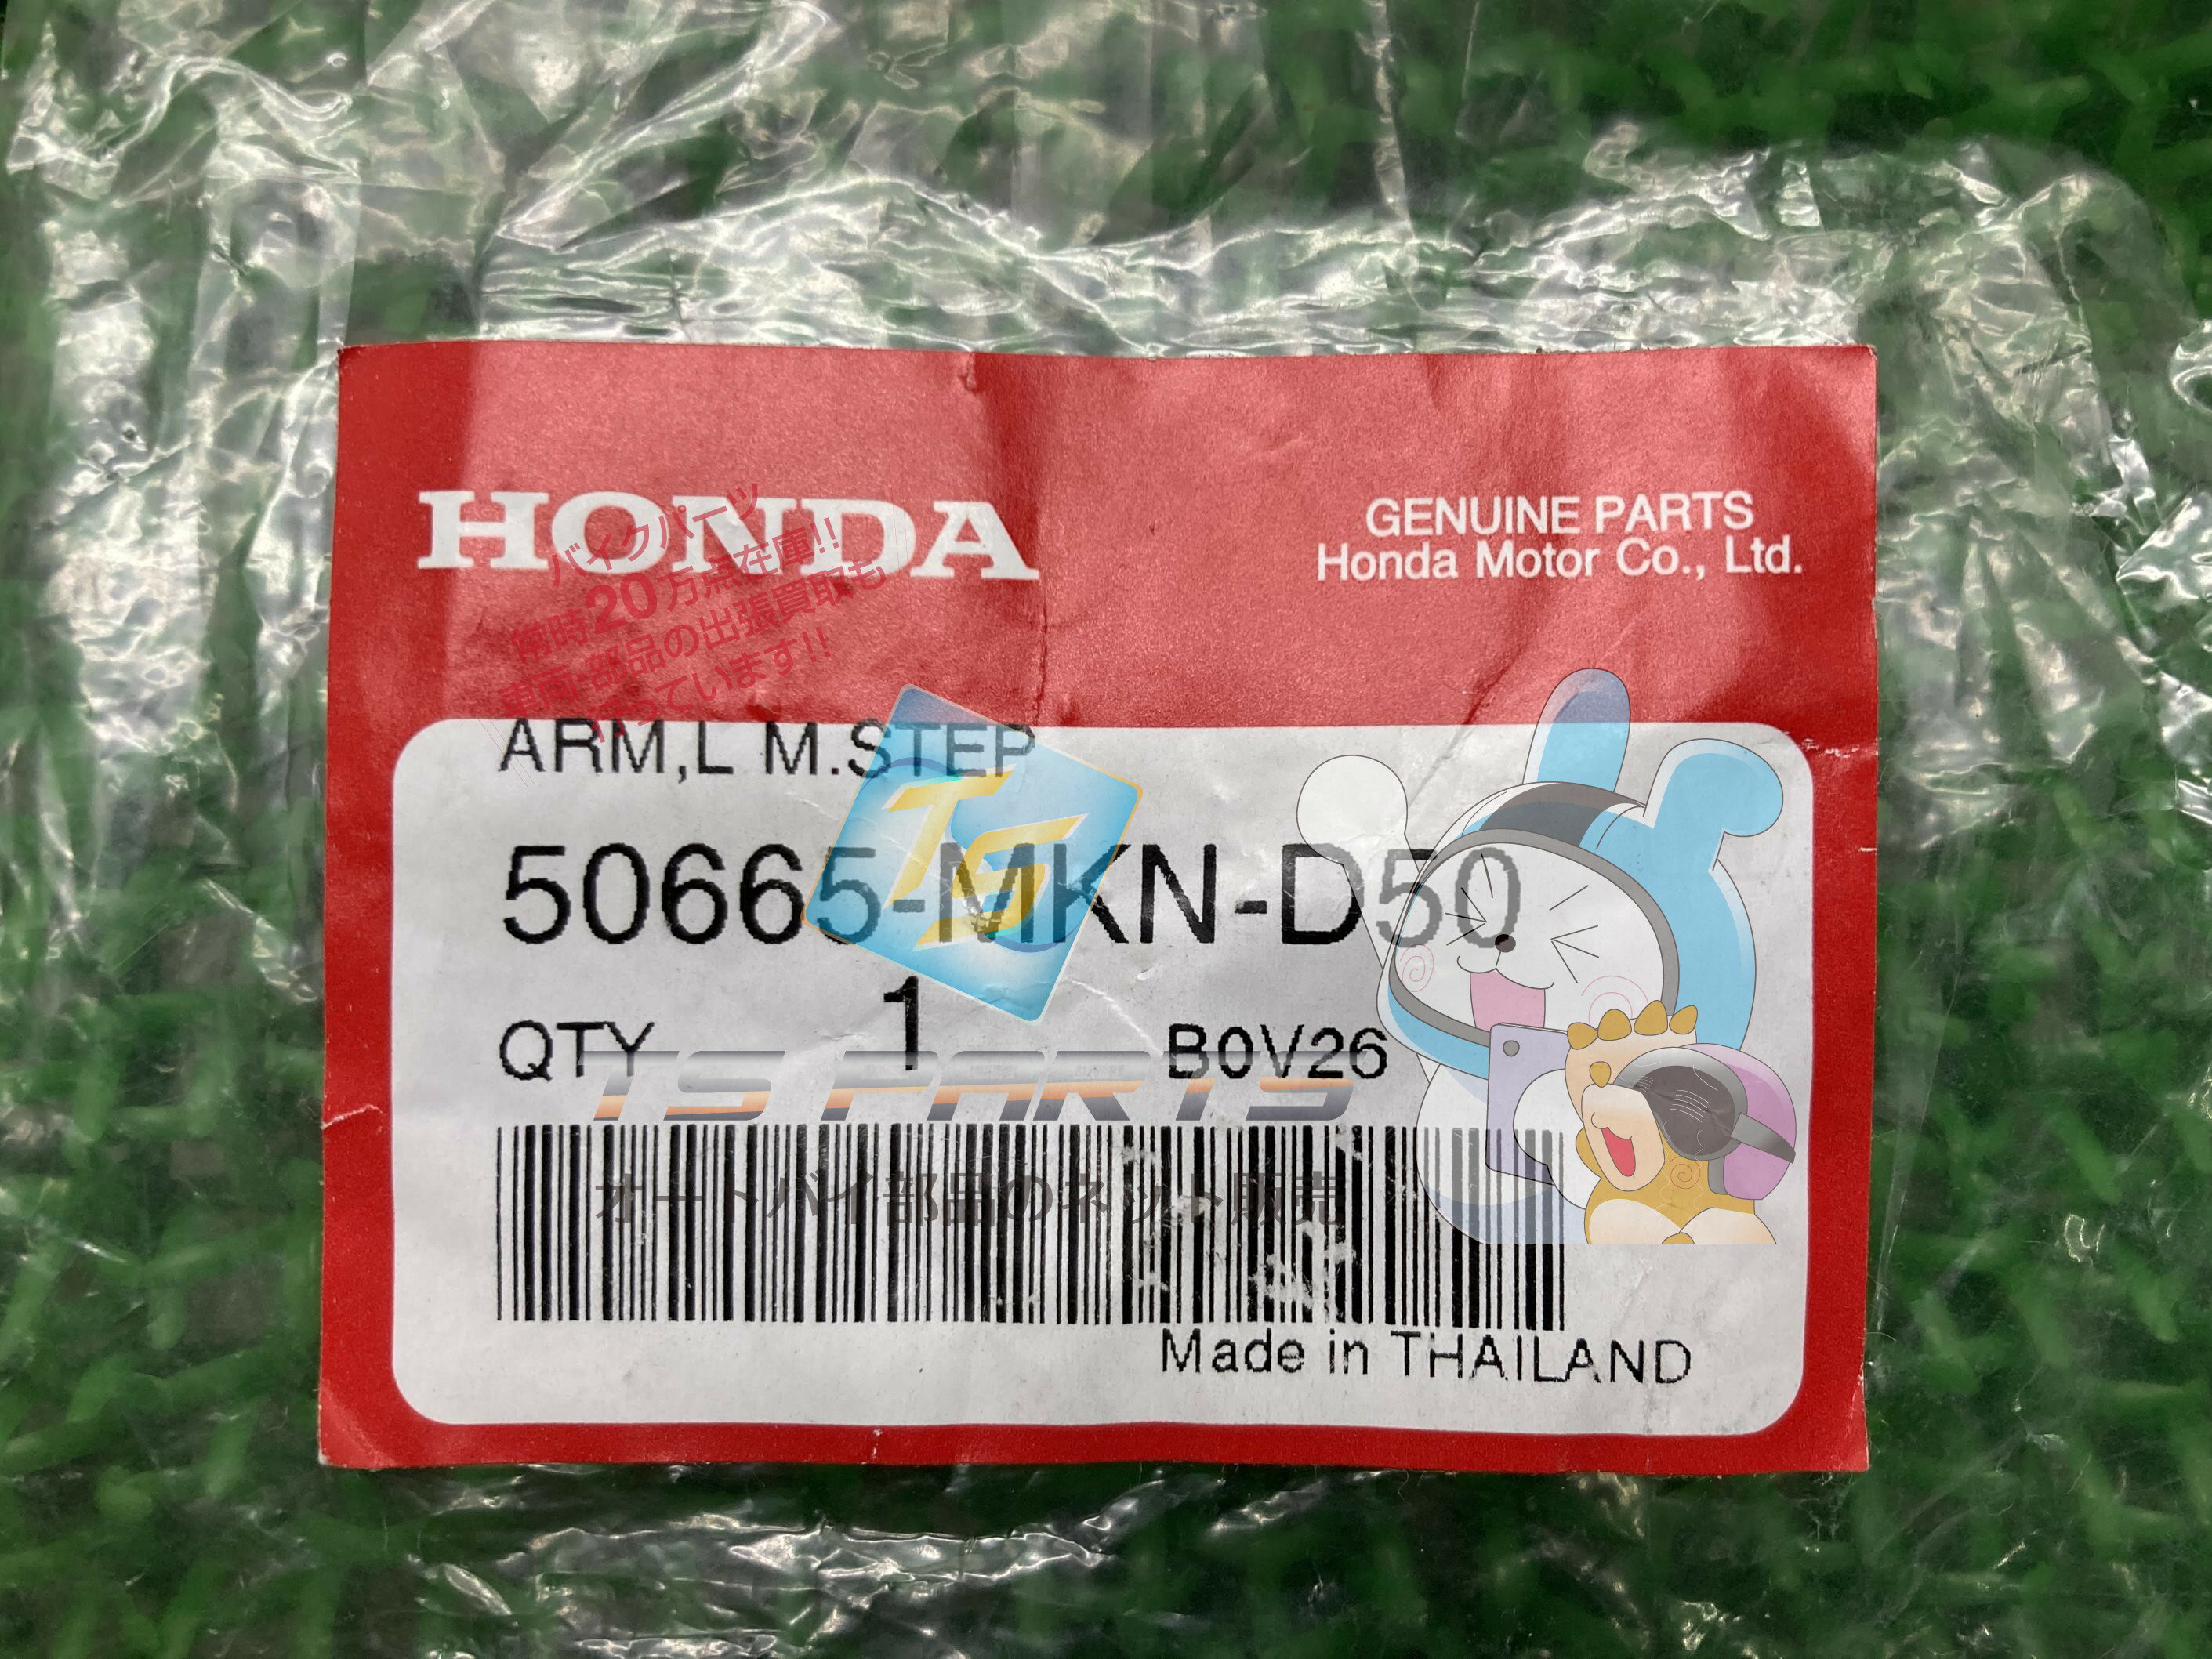 HONDA
GENUINE PARTS
Honda Motor Co., Ltd.
バイクパーツ
常時20万点在庫!!
車両・部品の出張買取も
行っています!!
ARM,L M.STEP
TS
50665-MKN-D50
QTY 1 B0V26
TS PARTS
オートバイ部品のネット販売
Made in THAILAND